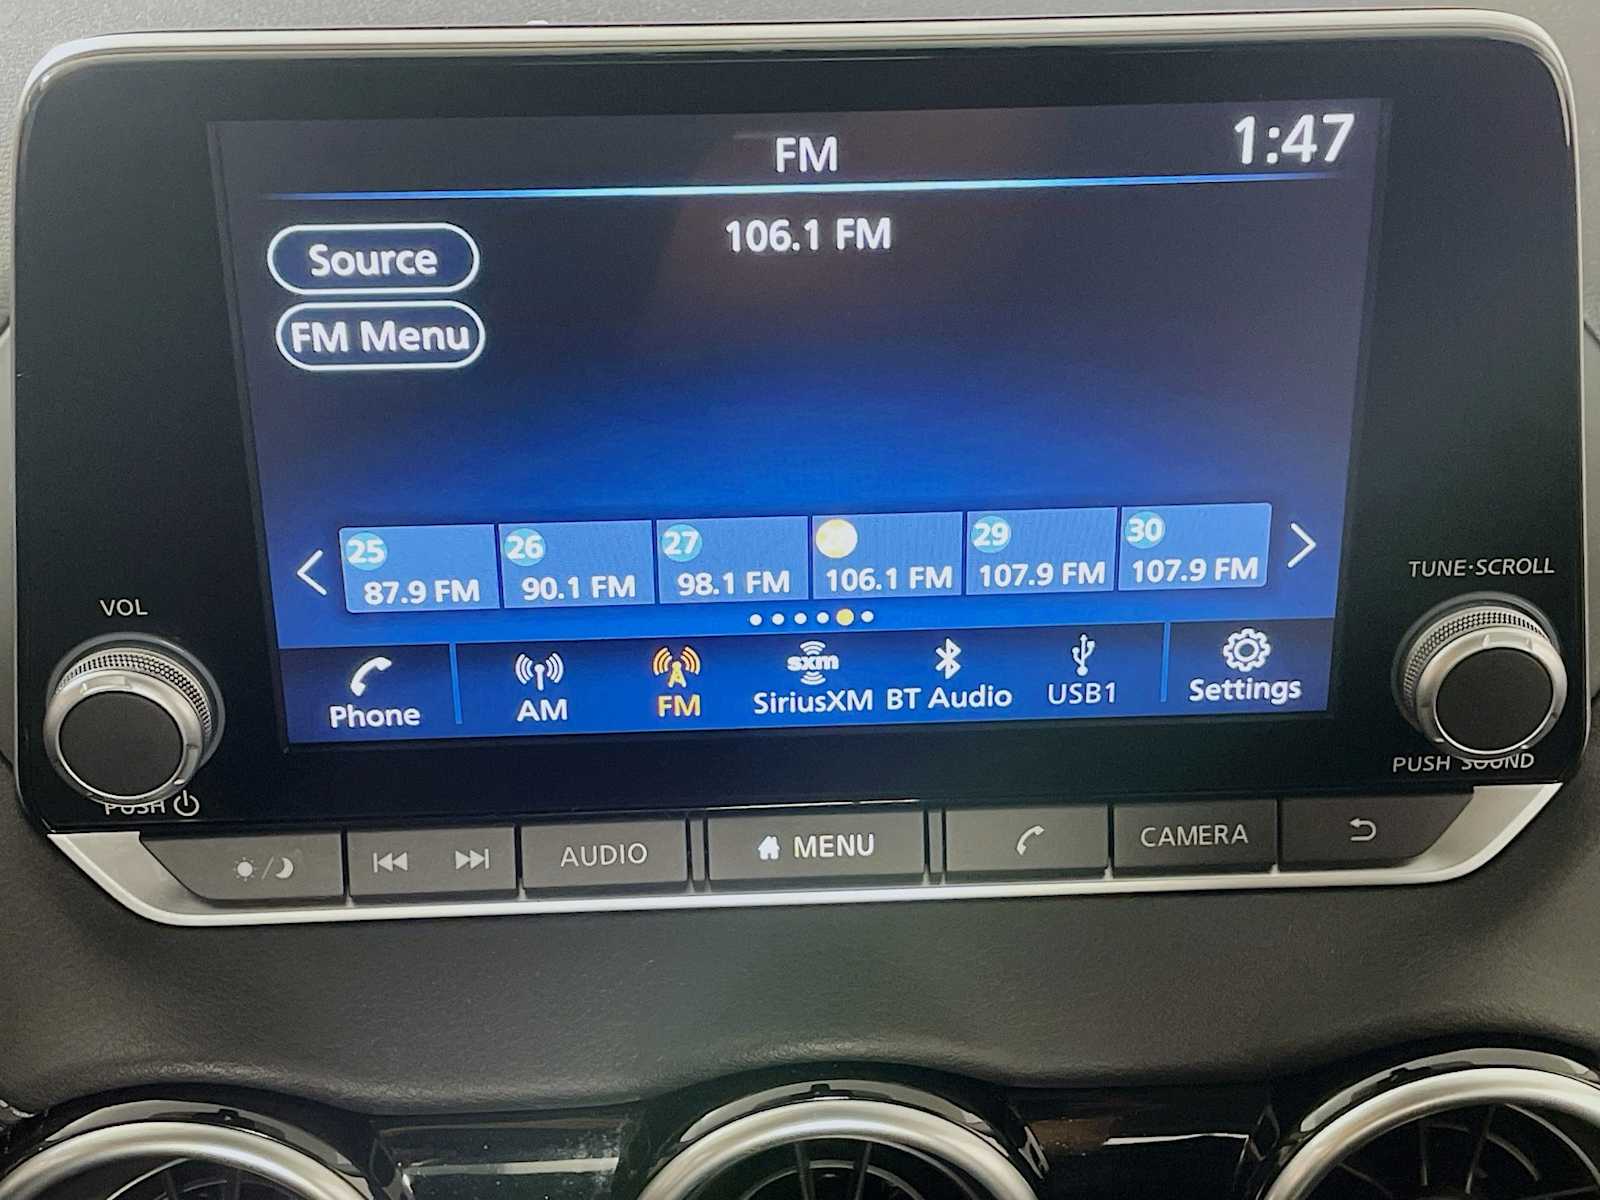 FM
1:47
106.1 FM
Source
FM Menu
25
26
27
29
30
87.9 FM
90.1 FM
98.1 FM
106.1 FM
107.9 FM
107.9 FM
Phone
AM
FM
sxm
SiriusXM
BT Audio
USB1
Settings
VOL
PUSH
TUNE·SCROLL
PUSH SOUND
AUDIO
MENU
CAMERA